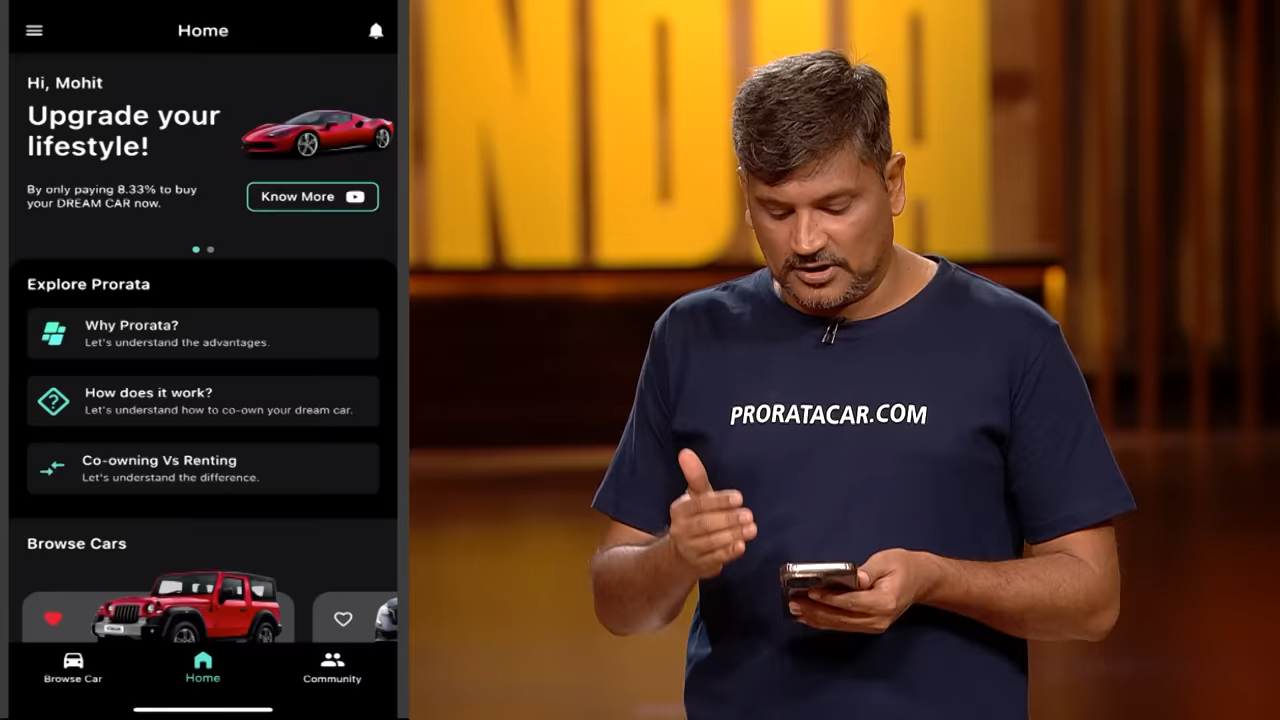 Home
Hi, Mohit
Upgrade your
lifestyle!
By only paying 8.33% to buy
your DREAM CAR now.
Know More
Explore Prorata
Why Prorata?
Let's understand the advantages.
How does it work?
Let's understand how to co-own your dream car.
Co-owning Vs Renting
Let's understand the difference.
Browse Cars
Browse Car
Home
Community
NDIA
PRORATACAR.COM